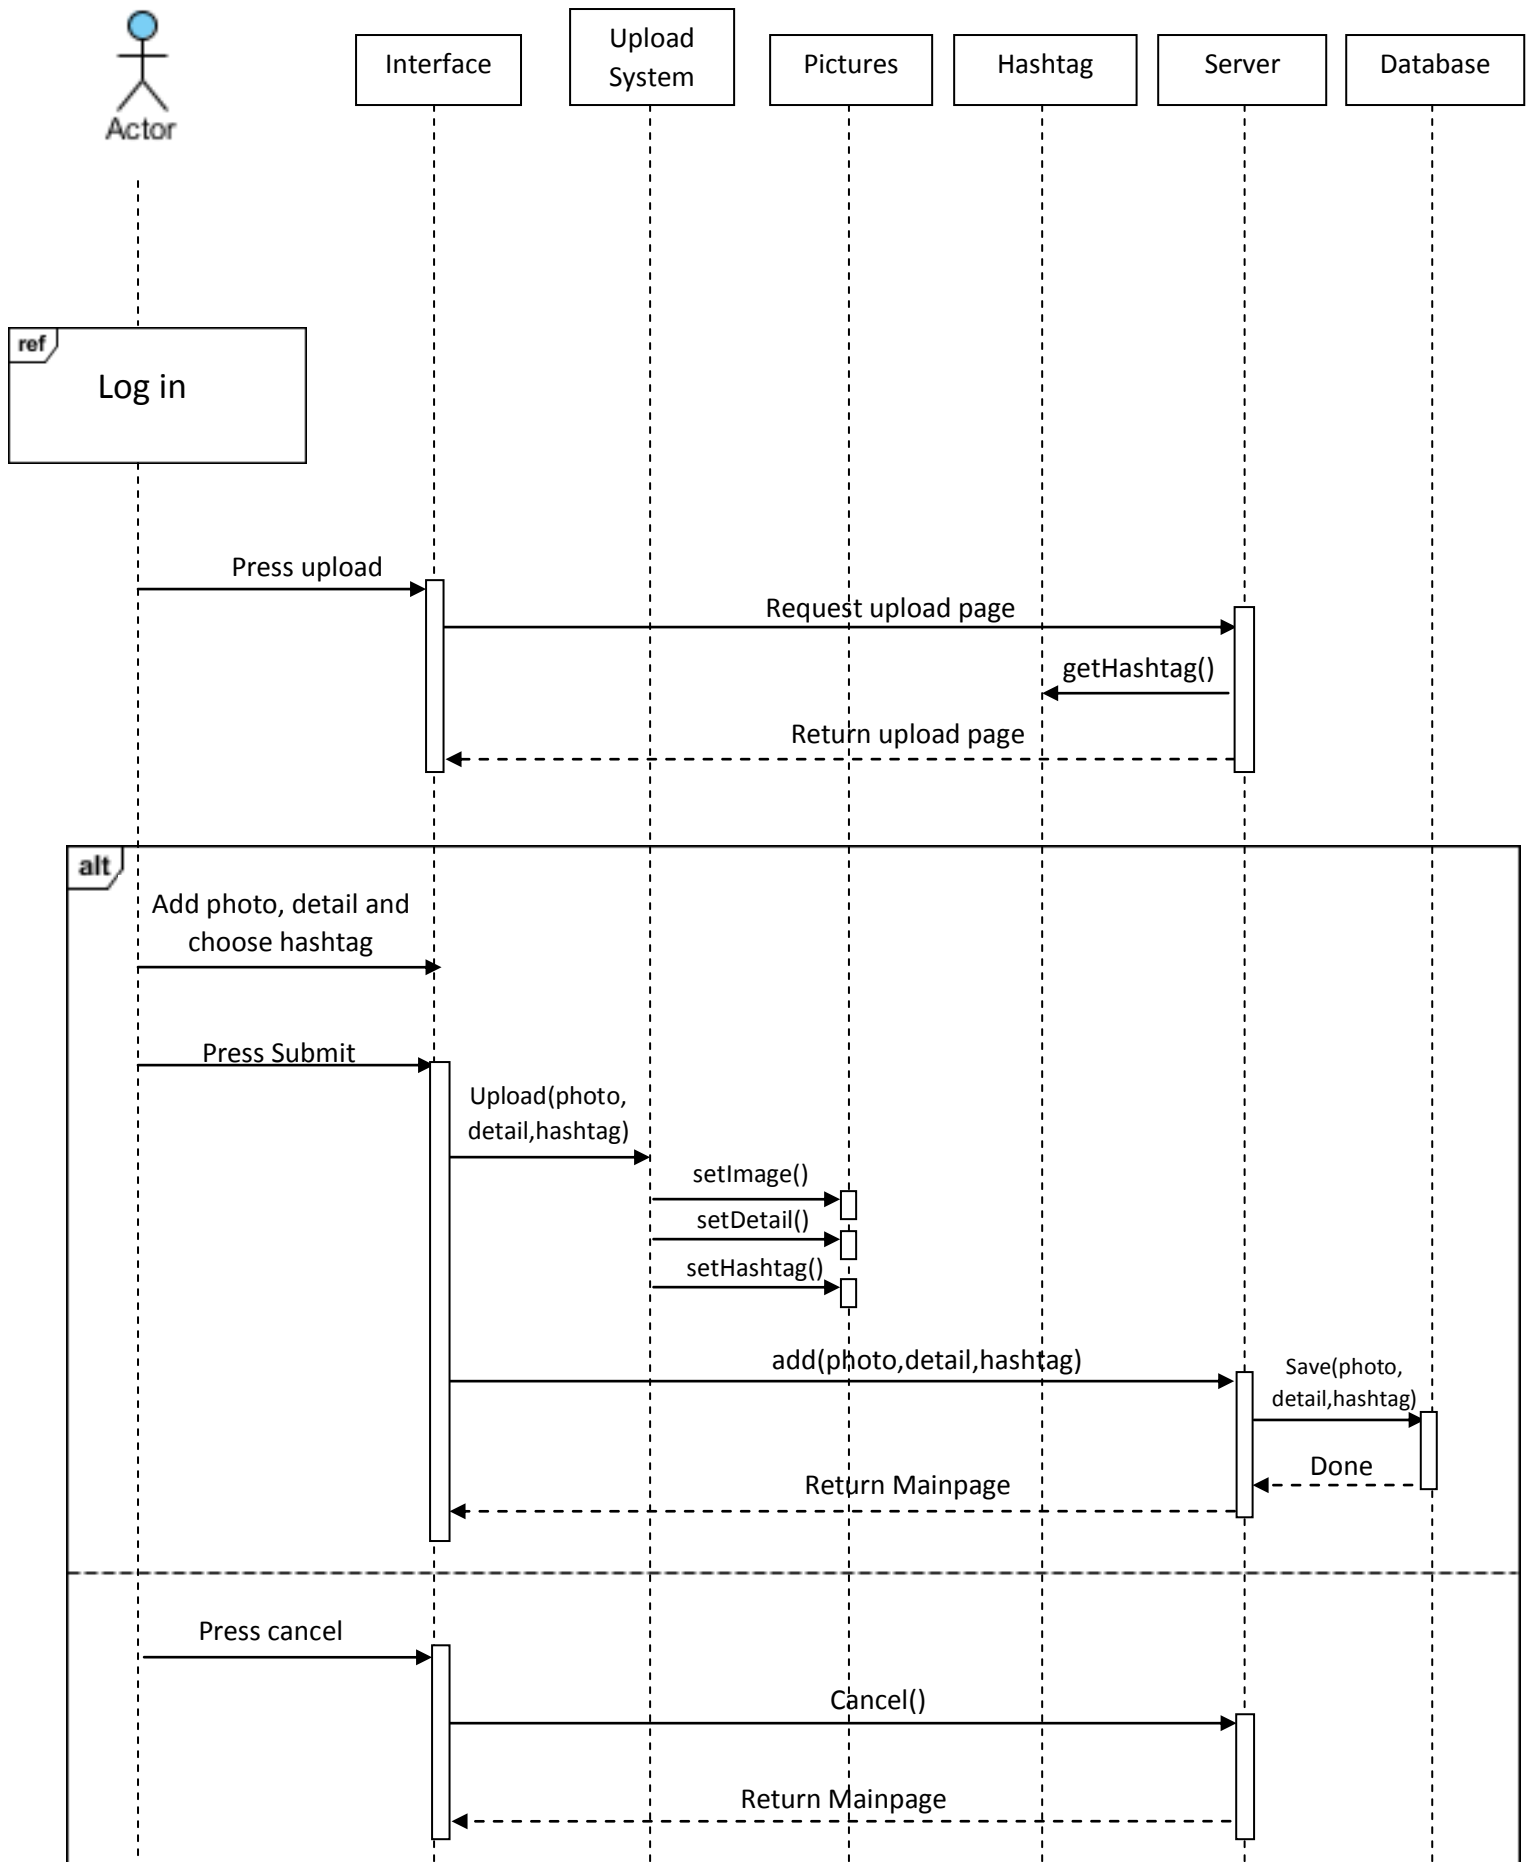 Actor
Interface
Upload
System
Pictures
Hashtag
Server
Database
ref
Log in
Press upload
Request upload page
getHashtag()
Return upload page
alt
Add photo, detail and
choose hashtag
Press Submit
Upload(photo,
detail,hashtag)
setImage()
setDetail()
setHashtag()
add(photo,detail,hashtag)
Save(photo,
detail,hashtag)
Done
Return Mainpage
Press cancel
Cancel()
Return Mainpage